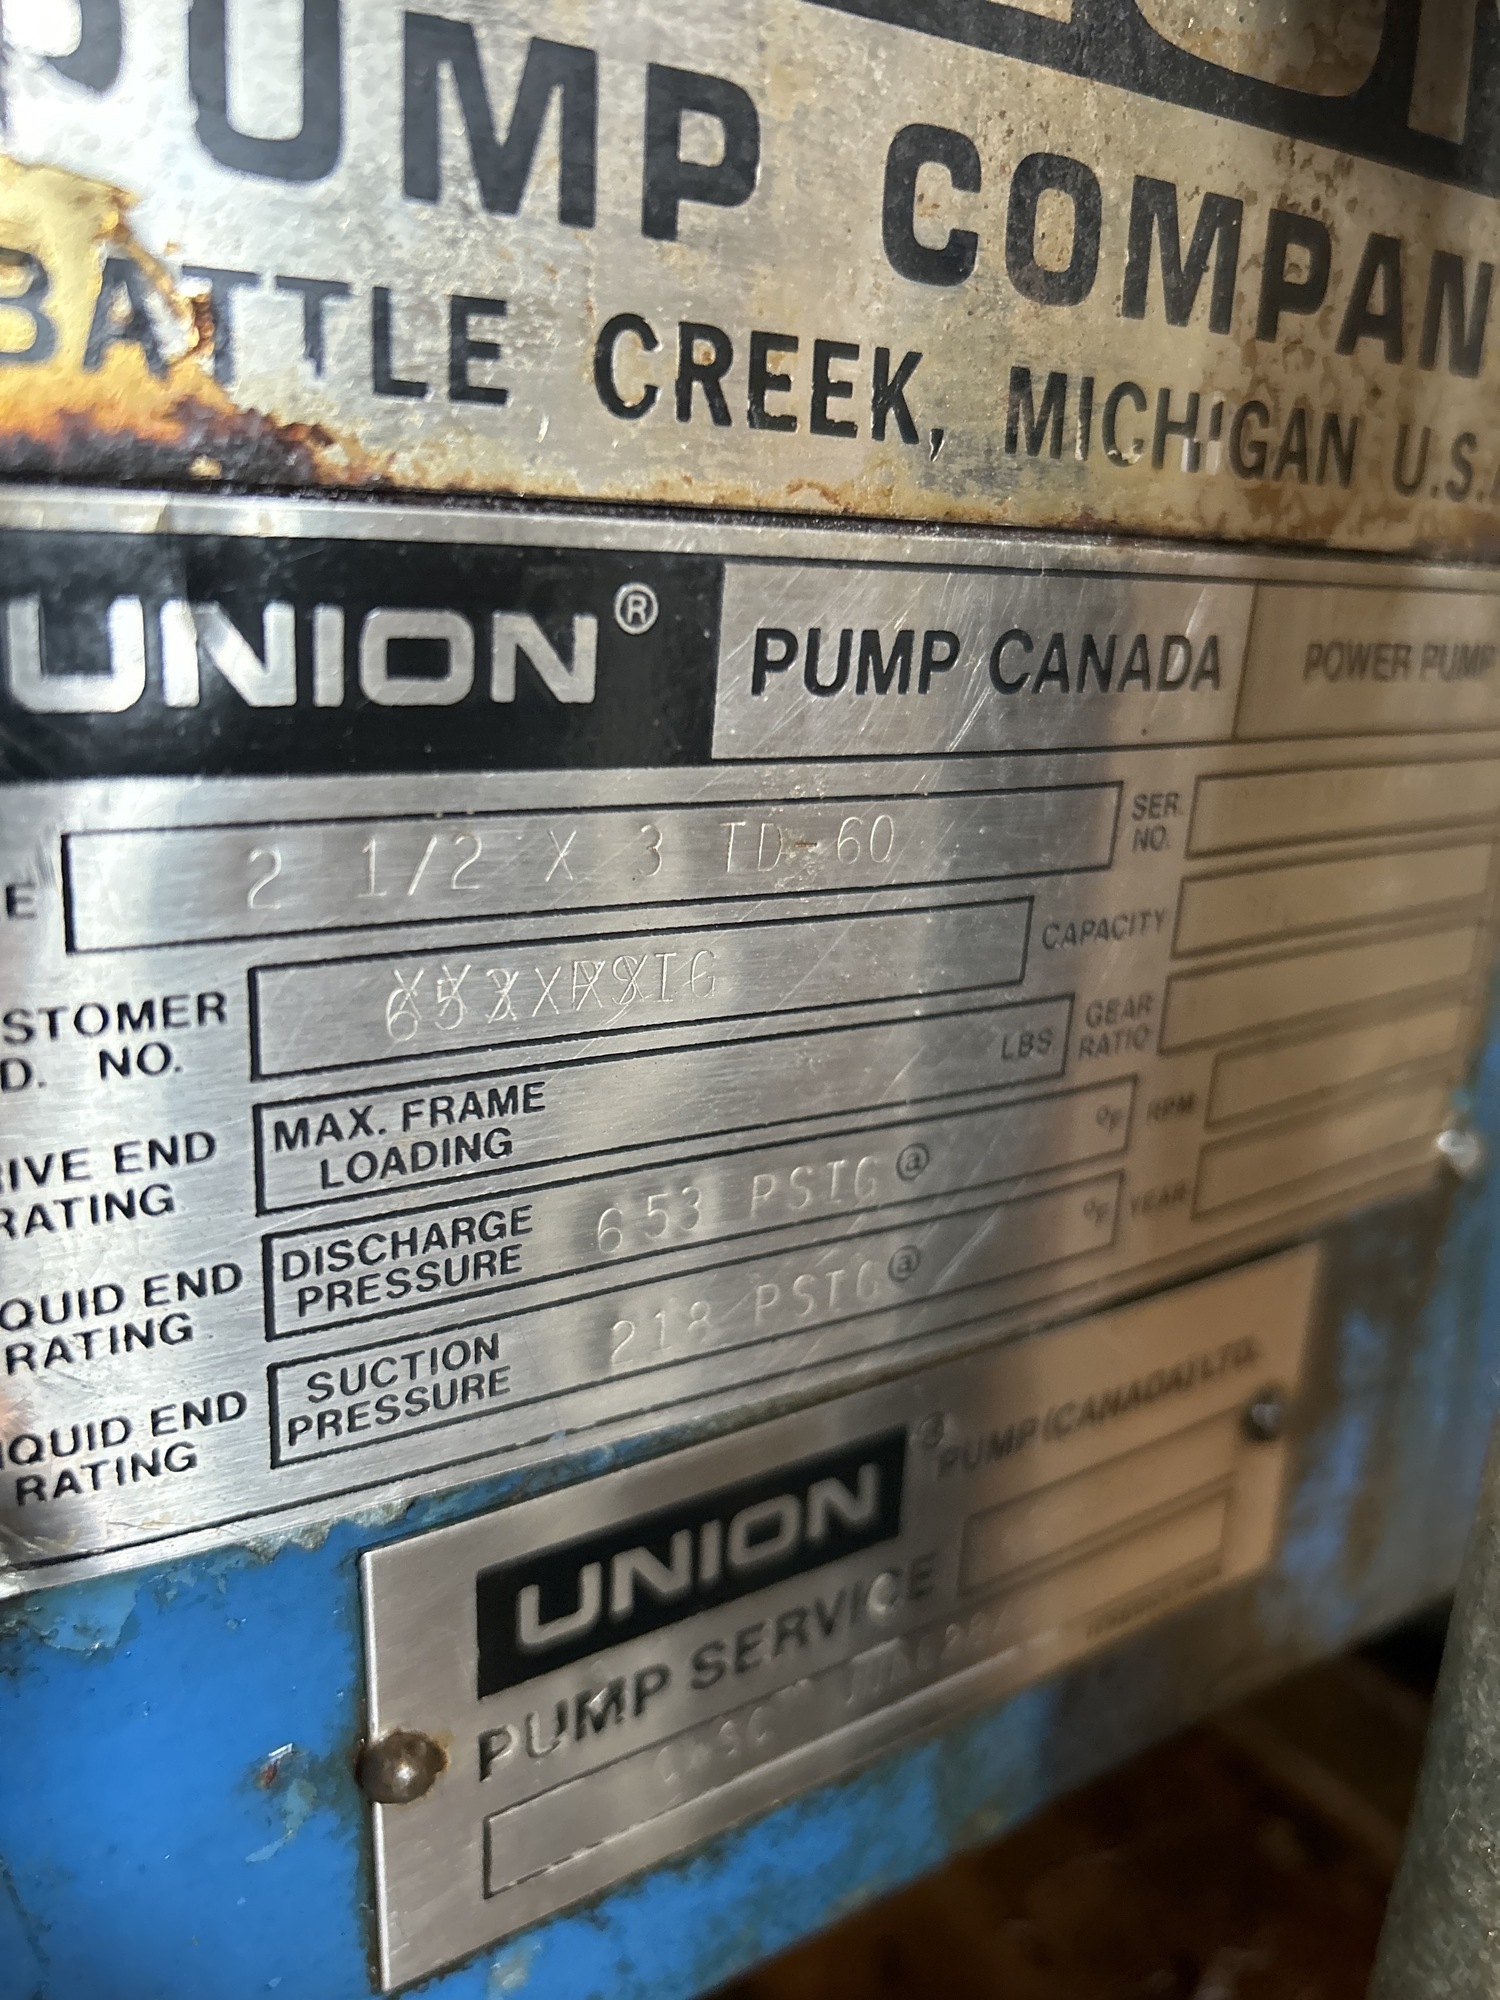 PUMP COMPAN
BATTLE CREEK, MICHIGAN U.S.A
UNION® PUMP CANADA POWER PUMP
E 2 1/2 X 3 TD-60 SER. NO.
STOMER D. NO. CAPACITY
IVE END RATING MAX. FRAME LOADING LBS. GEAR RATIO
QUID END RATING DISCHARGE PRESSURE 653 PSIG @ °F RPM
IQUID END RATING SUCTION PRESSURE 218 PSIG @ °F YEAR
UNION® PUMP (CANADA) LTD.
PUMP SERVICE